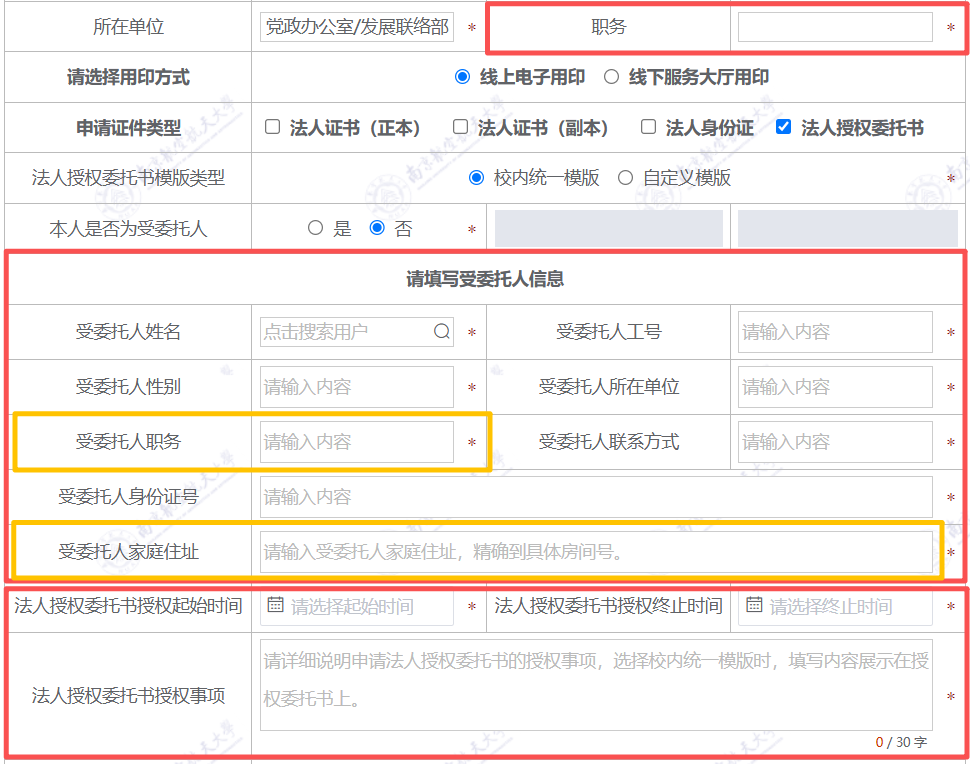 所在单位 党政办公室/发展联络部 * 职务 *
请选择用印方式 线上电子用印 线下服务大厅用印
申请证件类型 法人证书（正本） 法人证书（副本） 法人身份证 法人授权委托书
法人授权委托书模版类型 校内统一模版 自定义模版 *
本人是否为受委托人 是 否 *
请填写受委托人信息
受委托人姓名 点击搜索用户 * 受委托人工号 请输入内容
受委托人性别 请输入内容 * 受委托人所在单位 请输入内容 *
受委托人职务 请输入内容 * 受委托人联系方式 请输入内容 *
受委托人身份证号 请输入内容 *
受委托人家庭住址 请输入受委托人家庭住址，精确到具体房间号。 *
法人授权委托书授权起始时间 请选择起始时间 * 法人授权委托书授权终止时间 请选择终止时间 *
法人授权委托书授权事项 请详细说明申请法人授权委托书的授权事项，选择校内统一模版时，填写内容展示在授
权委托书上。 *
0 / 30 字